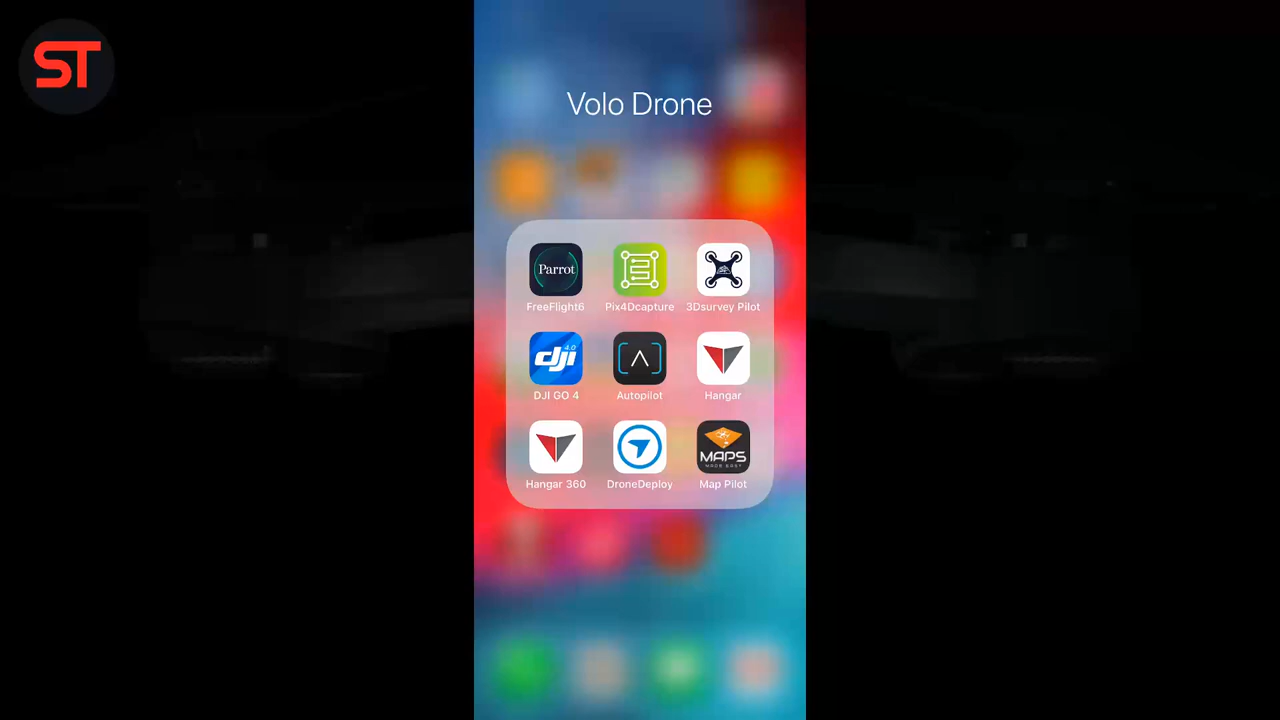 ST
Volo Drone
Parrot
FreeFlight6
Pix4Dcapture
3Dsurvey Pilot
dji 4.0
DJI GO 4
Autopilot
Hangar
MAPS
MADE EASY
Hangar 360
DroneDeploy
Map Pilot